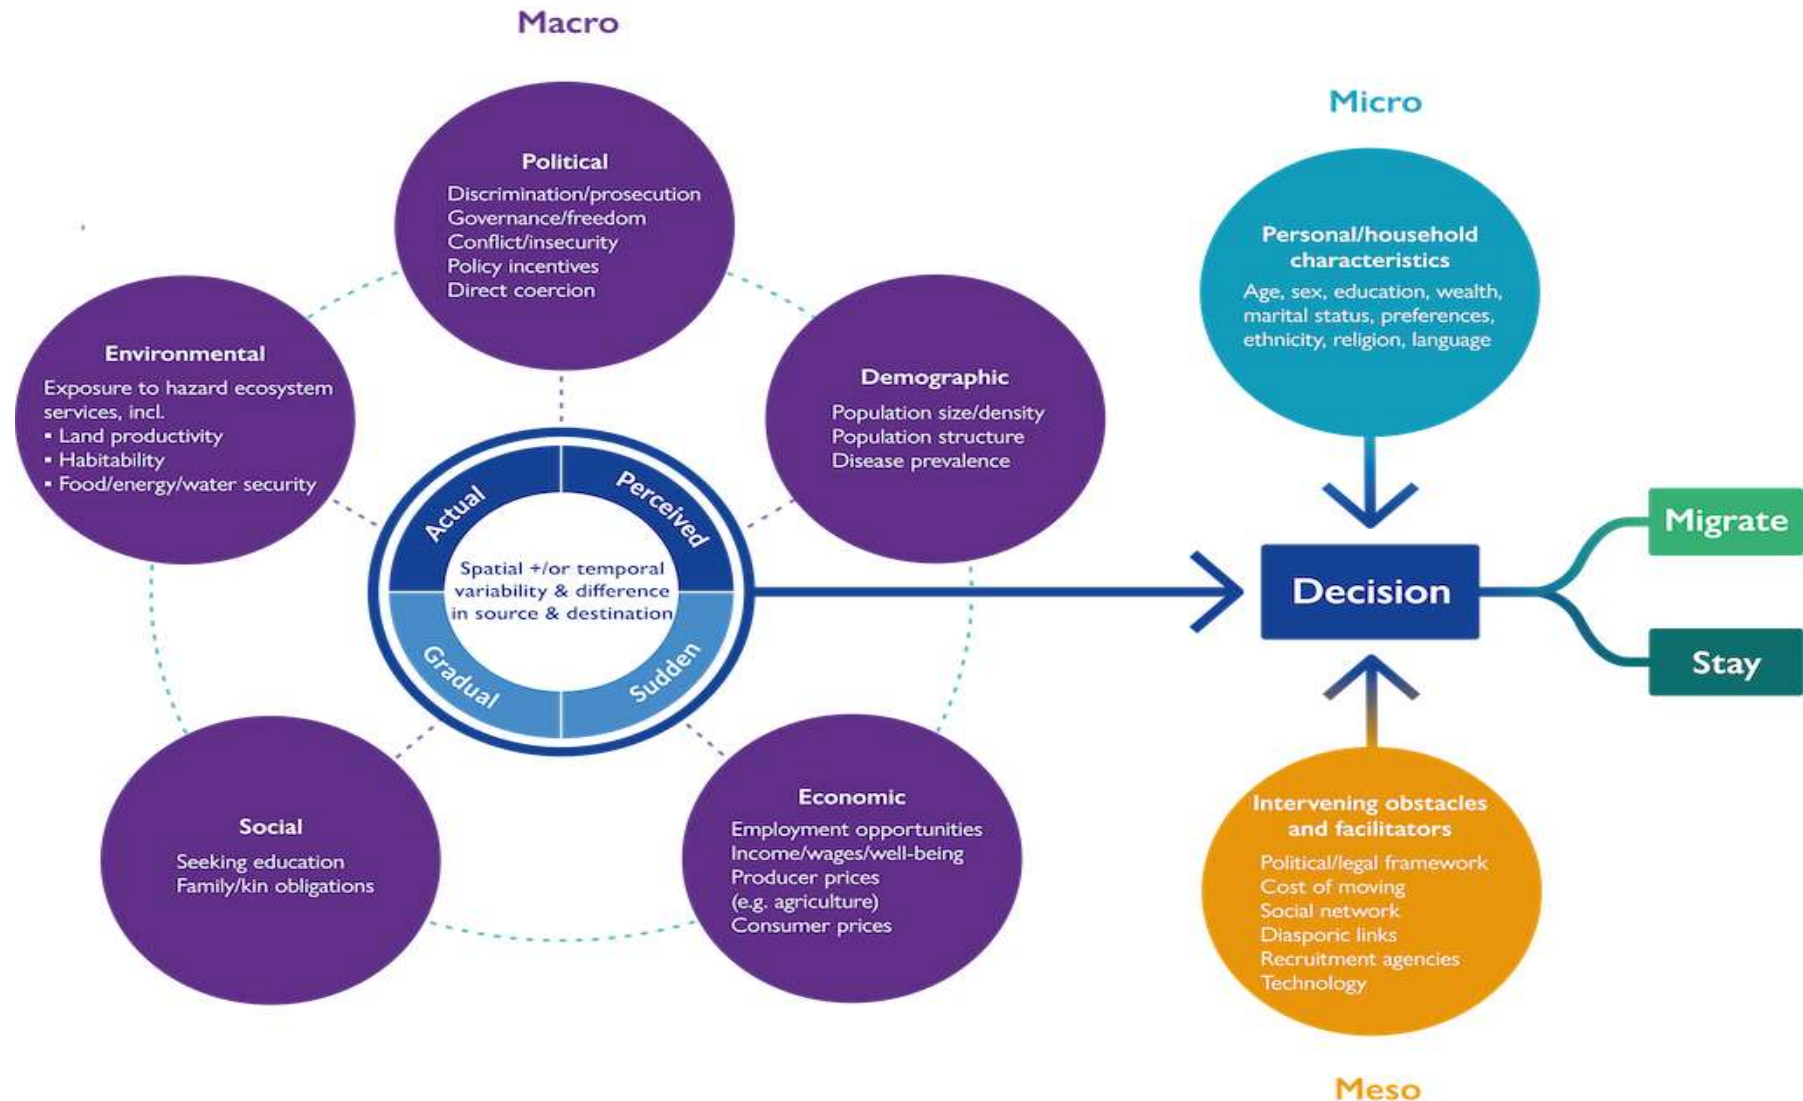 Macro
Political
Discrimination/prosecution
Governance/freedom
Conflict/insecurity
Policy incentives
Direct coercion
Environmental
Exposure to hazard ecosystem
services, incl.
▪ Land productivity
▪ Habitability
▪ Food/energy/water security
Demographic
Population size/density
Population structure
Disease prevalence
Actual
Perceived
Spatial +/or temporal
variability & difference
in source & destination
Gradual
Sudden
Social
Seeking education
Family/kin obligations
Economic
Employment opportunities
Income/wages/well-being
Producer prices
(e.g. agriculture)
Consumer prices
Micro
Personal/household
characteristics
Age, sex, education, wealth,
marital status, preferences,
ethnicity, religion, language
Decision
Migrate
Stay
Intervening obstacles
and facilitators
Political/legal framework
Cost of moving
Social network
Diasporic links
Recruitment agencies
Technology
Meso